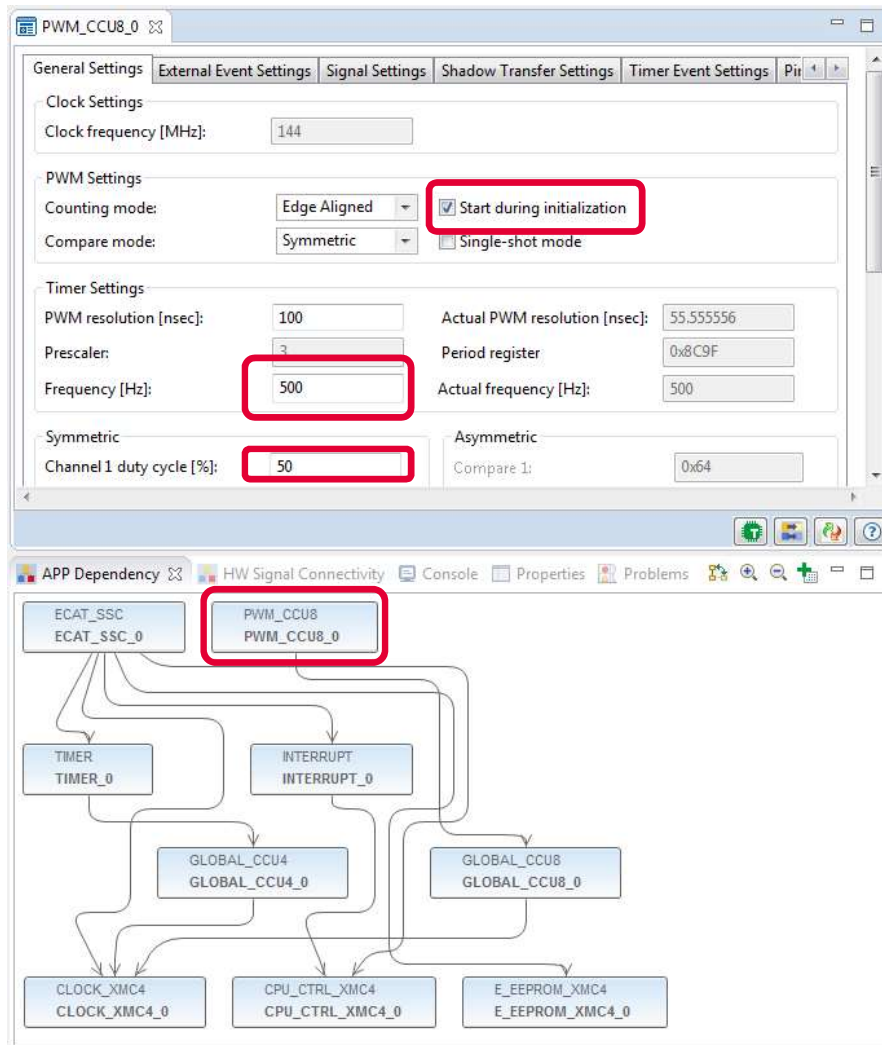 PWM_CCU8_0
General Settings External Event Settings Signal Settings Shadow Transfer Settings Timer Event Settings Pin
Clock Settings
Clock frequency [MHz]: 144
PWM Settings
Counting mode: Edge Aligned Start during initialization
Compare mode: Symmetric Single-shot mode
Timer Settings
PWM resolution [nsec]: 100 Actual PWM resolution [nsec]: 55.555556
Prescaler: 3 Period register 0x8C9F
Frequency [Hz]: 500 Actual frequency [Hz]: 500
Symmetric Asymmetric
Channel 1 duty cycle [%]: 50 Compare 1: 0x64
APP Dependency HW Signal Connectivity Console Properties Problems
ECAT_SSC PWM_CCU8
ECAT_SSC_0 PWM_CCU8_0
TIMER INTERRUPT
TIMER_0 INTERRUPT_0
GLOBAL_CCU4 GLOBAL_CCU8
GLOBAL_CCU4_0 GLOBAL_CCU8_0
CLOCK_XMC4 CPU_CTRL_XMC4 E_EEPROM_XMC4
CLOCK_XMC4_0 CPU_CTRL_XMC4_0 E_EEPROM_XMC4_0